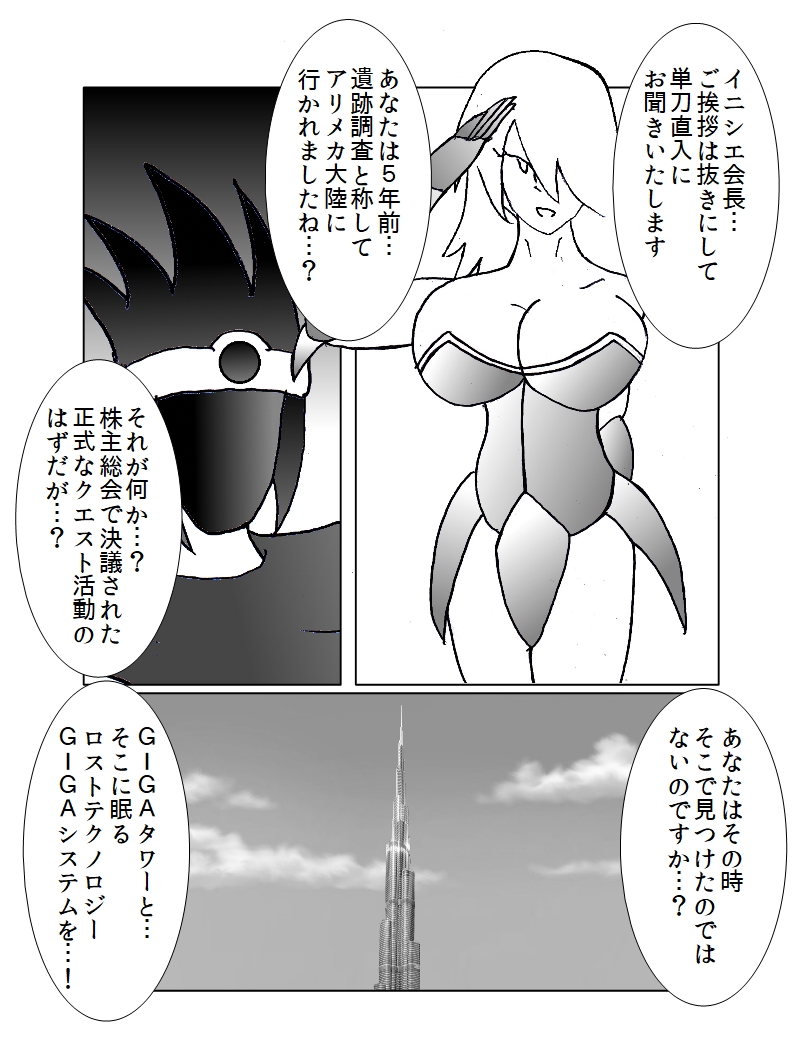 イニシエ会長…
ご挨拶は抜きにして
単刀直入に
お聞きいたします
あなたは５年前…
遺跡調査と称して
アリメカ大陸に
行かれましたね…？
それが何か…？
株主総会で決議された
正式なクエスト活動の
はずだが…？
あなたはその時
そこで見つけたのでは
ないのですか…？
ＧＩＧＡタワーと…
そこに眠る
ロストテクノロジー
ＧＩＧＡシステムを…！